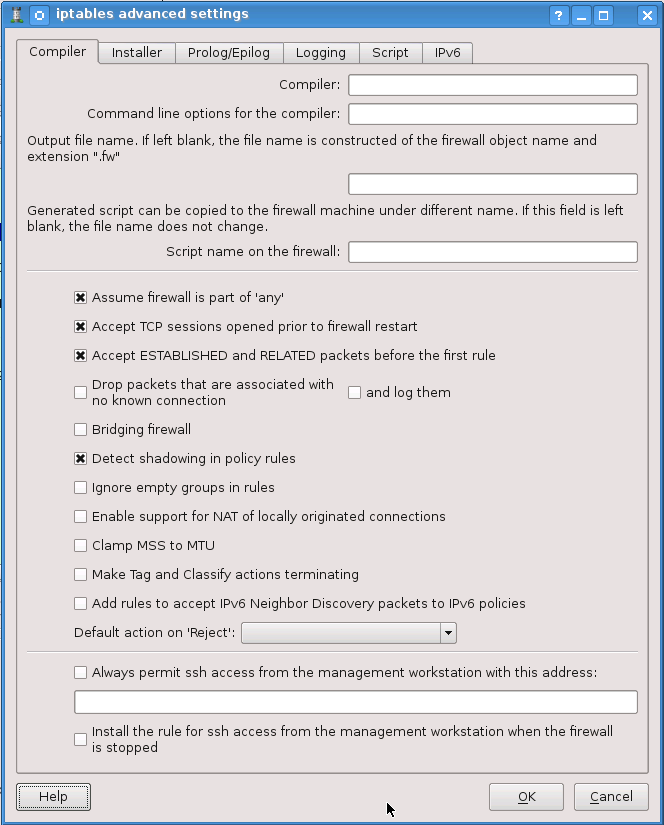 iptables advanced settings
Compiler Installer Prolog/Epilog Logging Script IPv6
Compiler:
Command line options for the compiler:
Output file name. If left blank, the file name is constructed of the firewall object name and
extension ".fw"
Generated script can be copied to the firewall machine under different name. If this field is left
blank, the file name does not change.
Script name on the firewall:
Assume firewall is part of 'any'
Accept TCP sessions opened prior to firewall restart
Accept ESTABLISHED and RELATED packets before the first rule
Drop packets that are associated with
no known connection
and log them
Bridging firewall
Detect shadowing in policy rules
Ignore empty groups in rules
Enable support for NAT of locally originated connections
Clamp MSS to MTU
Make Tag and Classify actions terminating
Add rules to accept IPv6 Neighbor Discovery packets to IPv6 policies
Default action on 'Reject':
Always permit ssh access from the management workstation with this address:
Install the rule for ssh access from the management workstation when the firewall
is stopped
Help OK Cancel